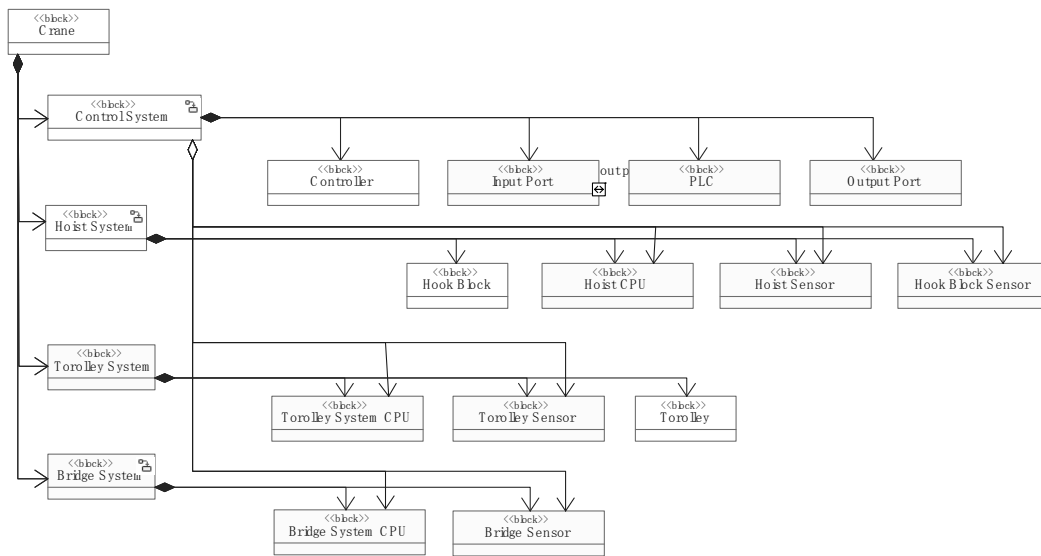 <<block>>
Crane
<<block>>
Control System
<<block>>
Controller
<<block>>
Input Port
outp
<<block>>
PLC
<<block>>
Output Port
<<block>>
Hoist System
<<block>>
Hook Block
<<block>>
Hoist CPU
<<block>>
Hoist Sensor
<<block>>
Hook Block Sensor
<<block>>
Torolley System
<<block>>
Torolley System CPU
<<block>>
Torolley Sensor
<<block>>
Torolley
<<block>>
Bridge System
<<block>>
Bridge System CPU
<<block>>
Bridge Sensor